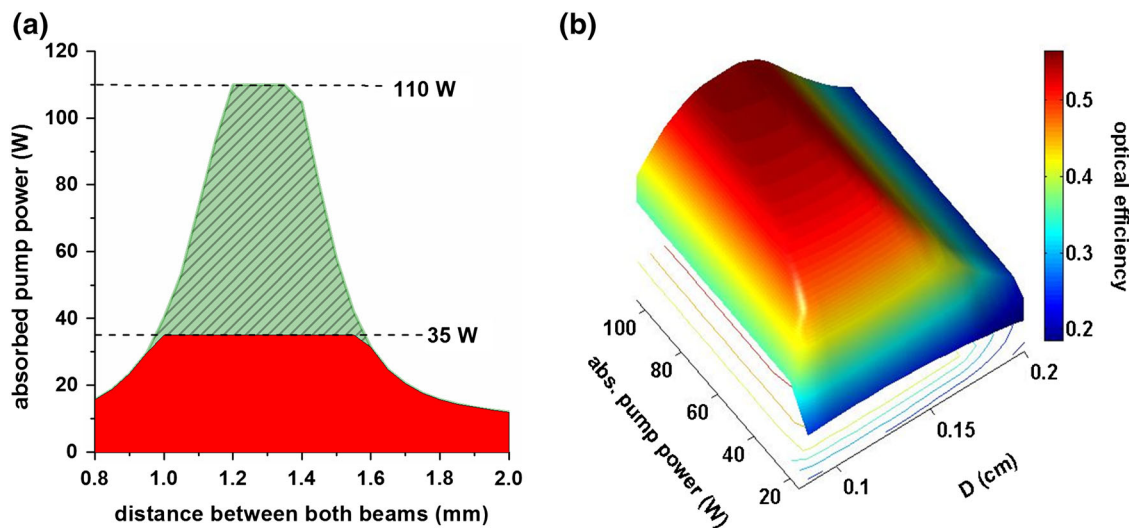 (a)
120
100
80
60
40
20
0
absorbed pump power (W)
110 W
35 W
0.8 1.0 1.2 1.4 1.6 1.8 2.0
distance between both beams (mm)
(b)
100
80
60
40
20
abs. pump power (W)
0.1
0.15
0.2
D (cm)
0.5
0.4
0.3
0.2
optical efficiency